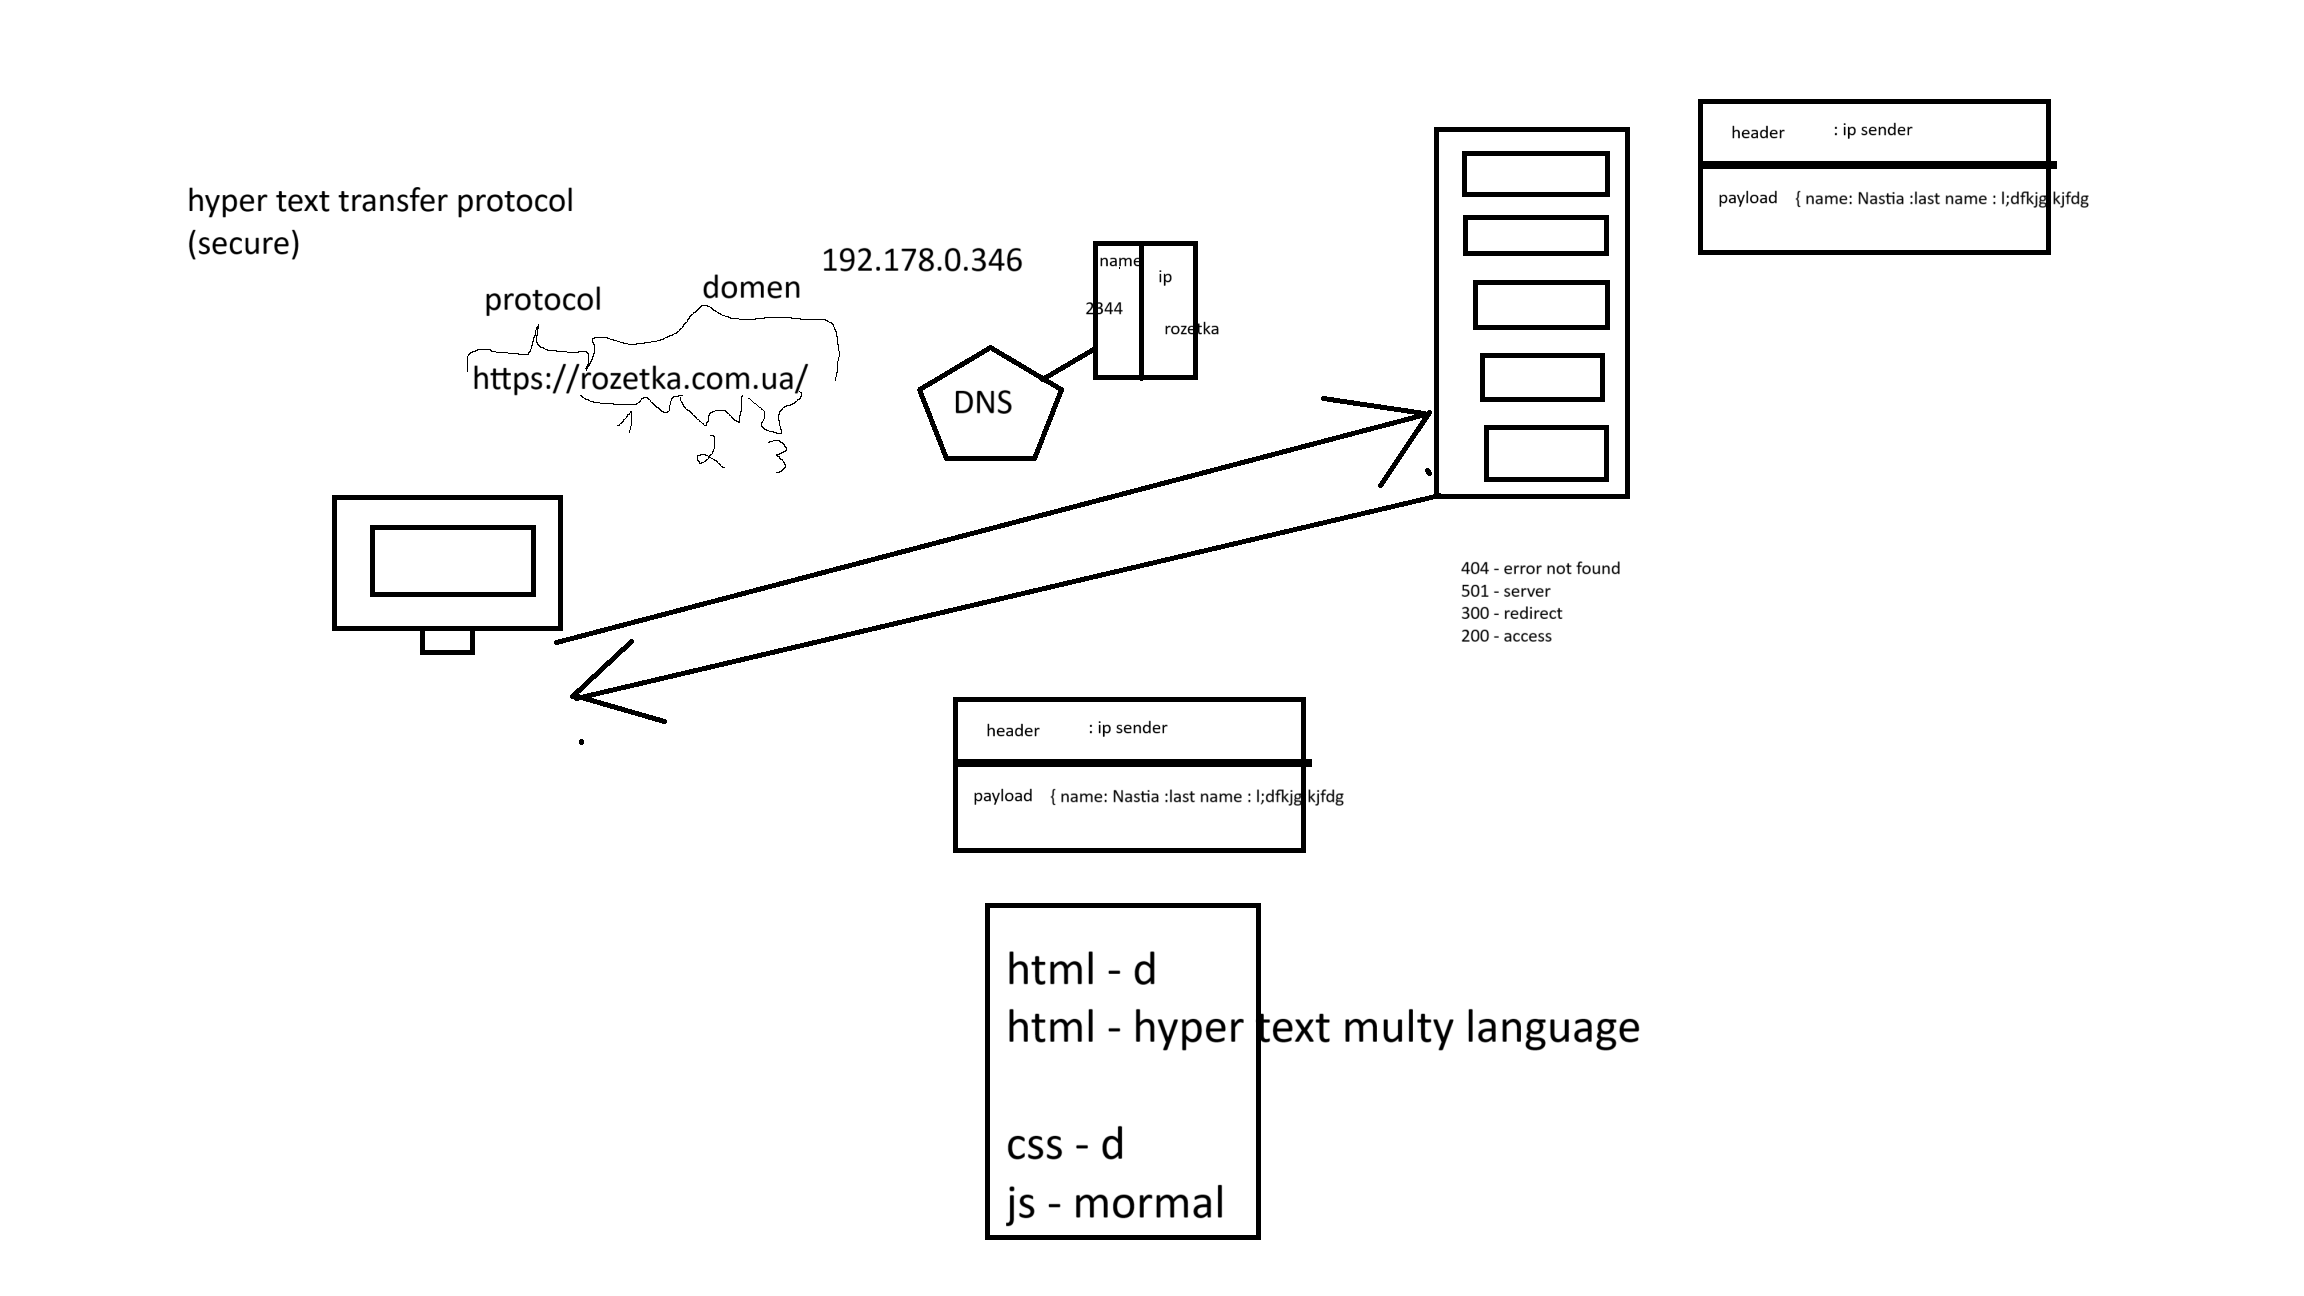 hyper text transfer protocol
(secure)
192.178.0.346
protocol
domen
https://rozetka.com.ua/
1
2
3
DNS
name
ip
2344
rozetka
header : ip sender
payload { name: Nastia :last name : l;dfkjg kjfdg
404 - error not found
501 - server
300 - redirect
200 - access
header : ip sender
payload { name: Nastia :last name : l;dfkjg kjfdg
html - d
html - hyper text multy language
css - d
js - mormal